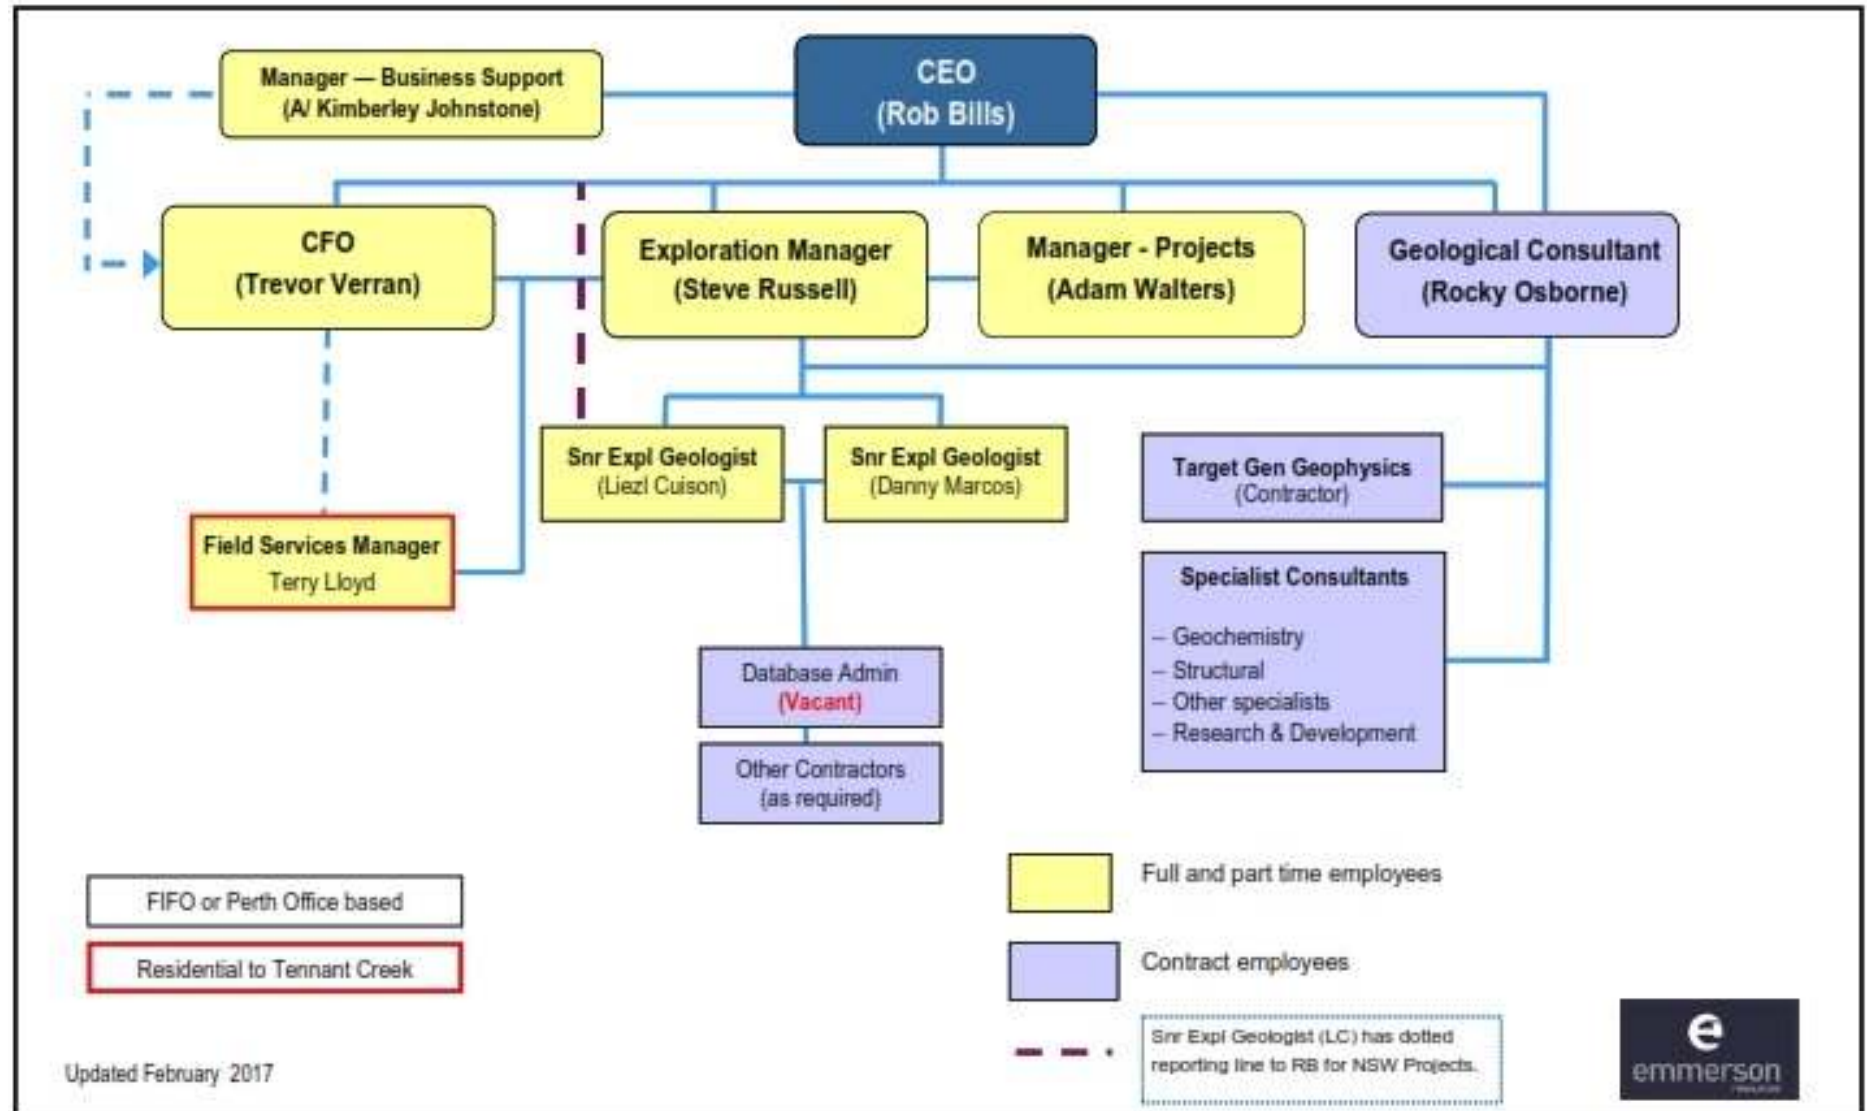 Manager — Business Support
(A/ Kimberley Johnstone)
CEO
(Rob Bills)
CFO
(Trevor Verran)
Exploration Manager
(Steve Russell)
Manager - Projects
(Adam Walters)
Geological Consultant
(Rocky Osborne)
Snr Expl Geologist
(Liezl Cuison)
Snr Expl Geologist
(Danny Marcos)
Target Gen Geophysics
(Contractor)
Field Services Manager
Terry Lloyd
Specialist Consultants
– Geochemistry
– Structural
– Other specialists
– Research & Development
Database Admin
(Vacant)
Other Contractors
(as required)
FIFO or Perth Office based
Residential to Tennant Creek
Full and part time employees
Contract employees
Snr Expl Geologist (LC) has dotted
reporting line to RB for NSW Projects.
Updated February 2017
e
emmerson